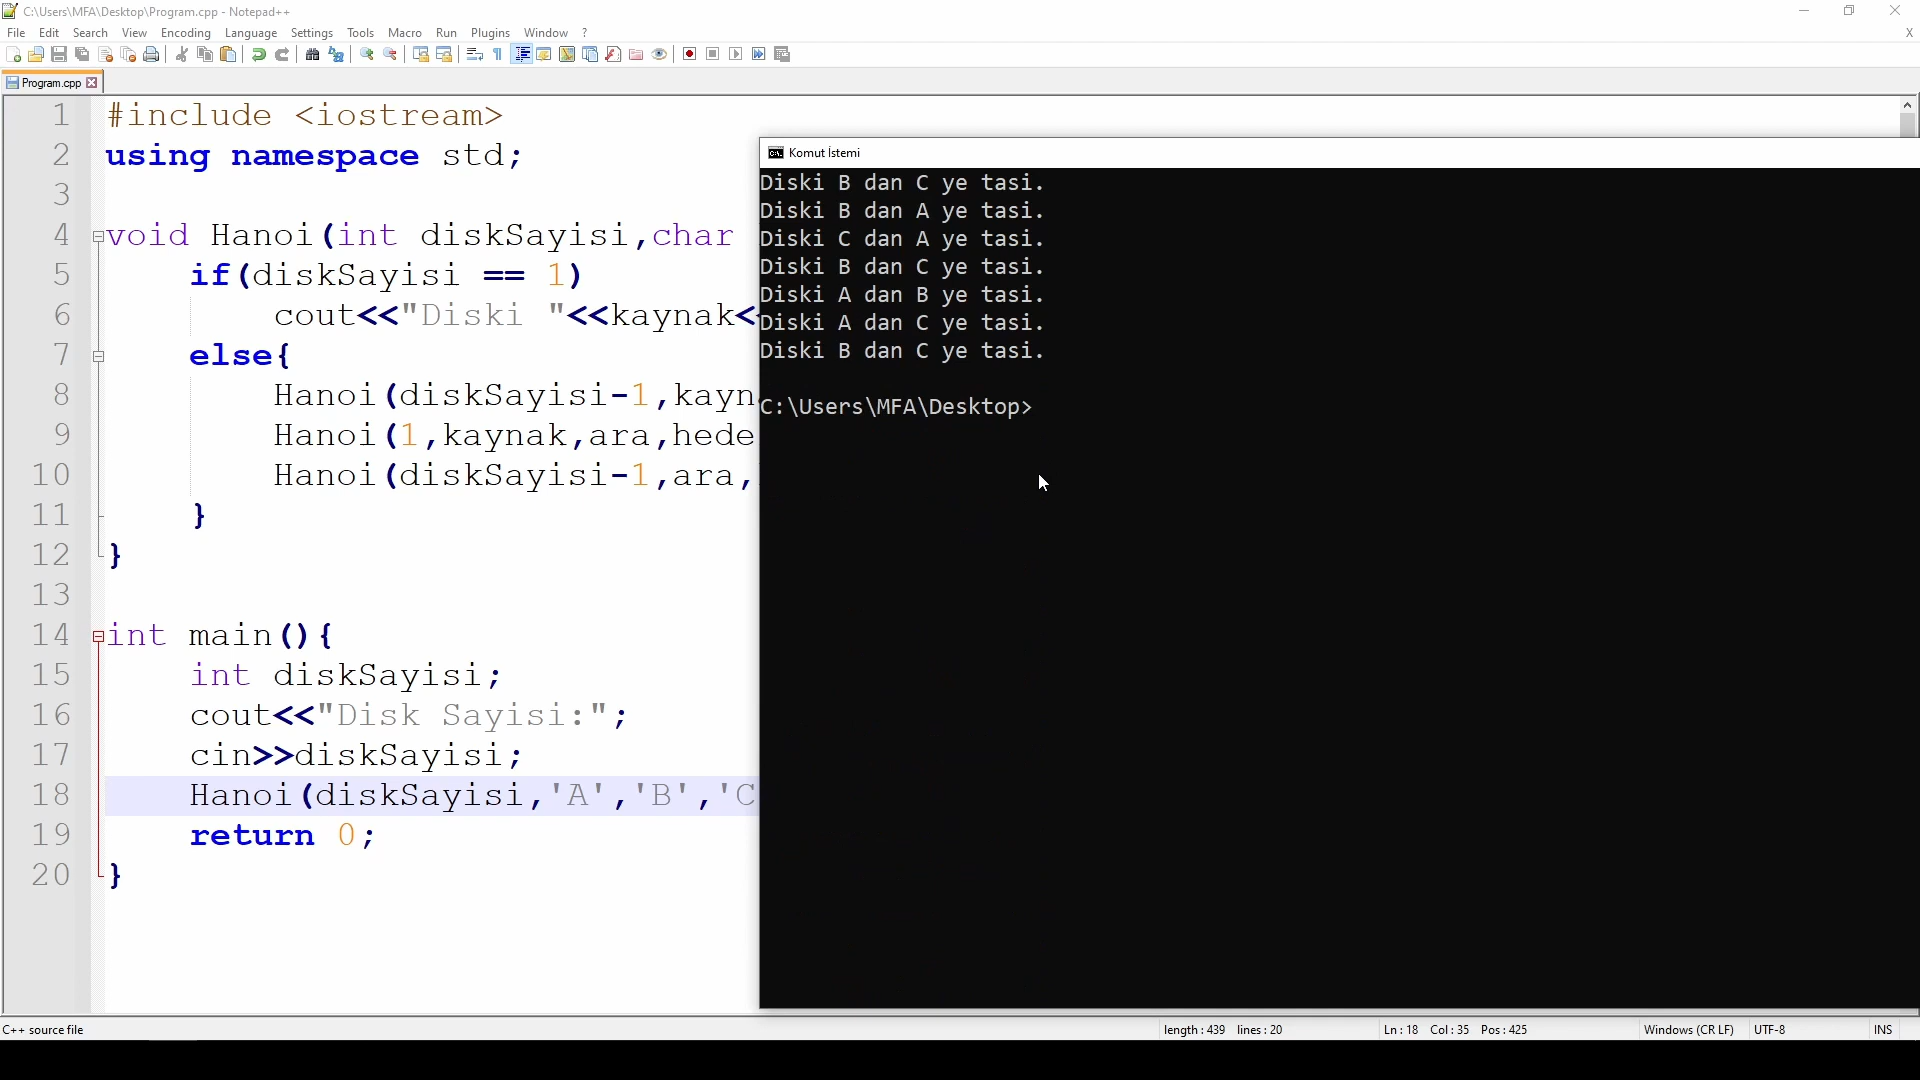 C:\Users\MFA\Desktop\Program.cpp - Notepad++
File Edit Search View Encoding Language Settings Tools Macro Run Plugins Window ? X
Program.cpp
1 #include <iostream>
2 using namespace std;
3
4 void Hanoi(int diskSayisi,char
5 if(diskSayisi == 1)
6 cout<<"Diski "<<kaynak<
7 else{
8 Hanoi(diskSayisi-1,kayn
9 Hanoi(1,kaynak,ara,hede
10 Hanoi(diskSayisi-1,ara,
11 }
12 }
13
14 int main(){
15 int diskSayisi;
16 cout<<"Disk Sayisi:";
17 cin>>diskSayisi;
18 Hanoi(diskSayisi,'A','B','C
19 return 0;
20 }
Komut İstemi
Diski B dan C ye tasi.
Diski B dan A ye tasi.
Diski C dan A ye tasi.
Diski B dan C ye tasi.
Diski A dan B ye tasi.
Diski A dan C ye tasi.
Diski B dan C ye tasi.
C:\Users\MFA\Desktop>
C++ source file length : 439 lines : 20 Ln : 18 Col : 35 Pos : 425 Windows (CR LF) UTF-8 INS